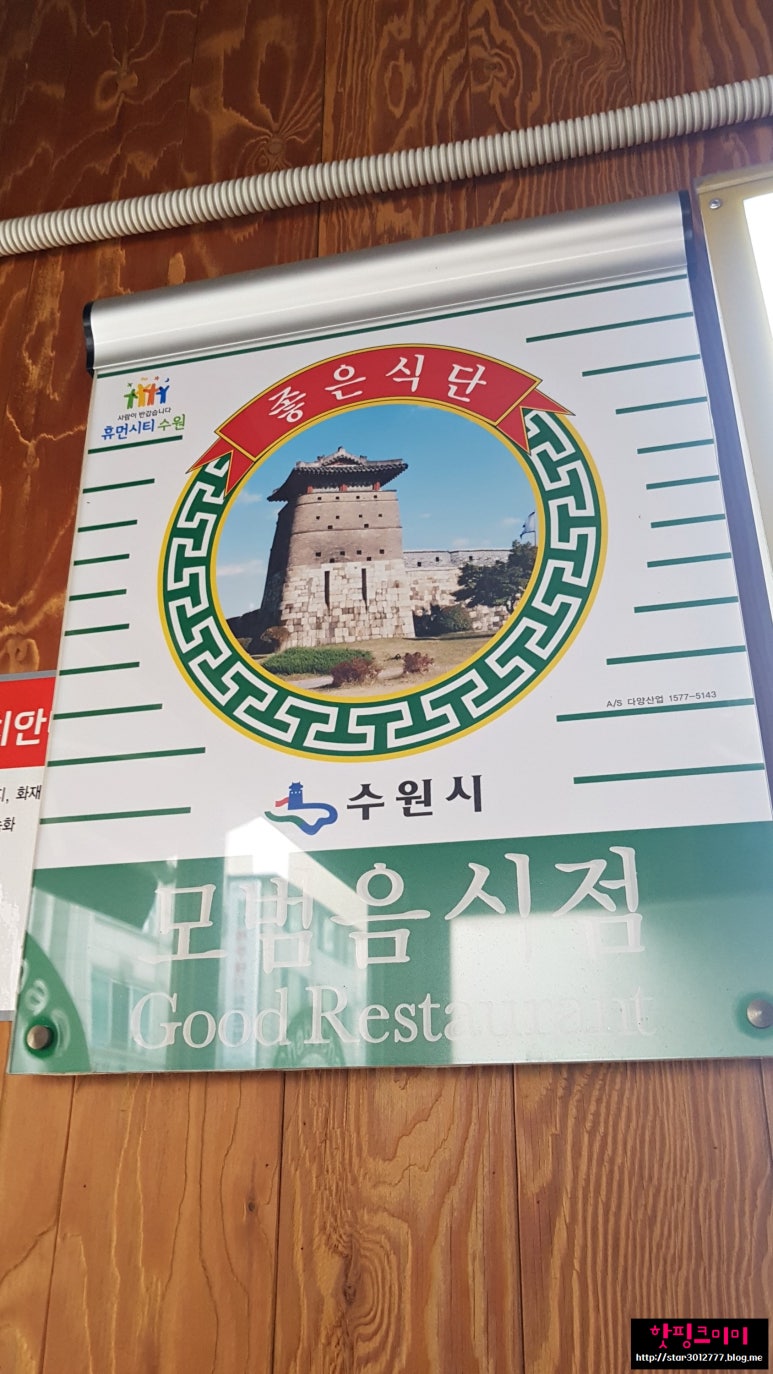 좋은식단
사람이 반갑습니다
휴먼시티 수원
A/S 다양산업 1577-5143
수원시
모범음식점
Good Restaurant
화재
핫핑크미미
http://star3012777.blog.me